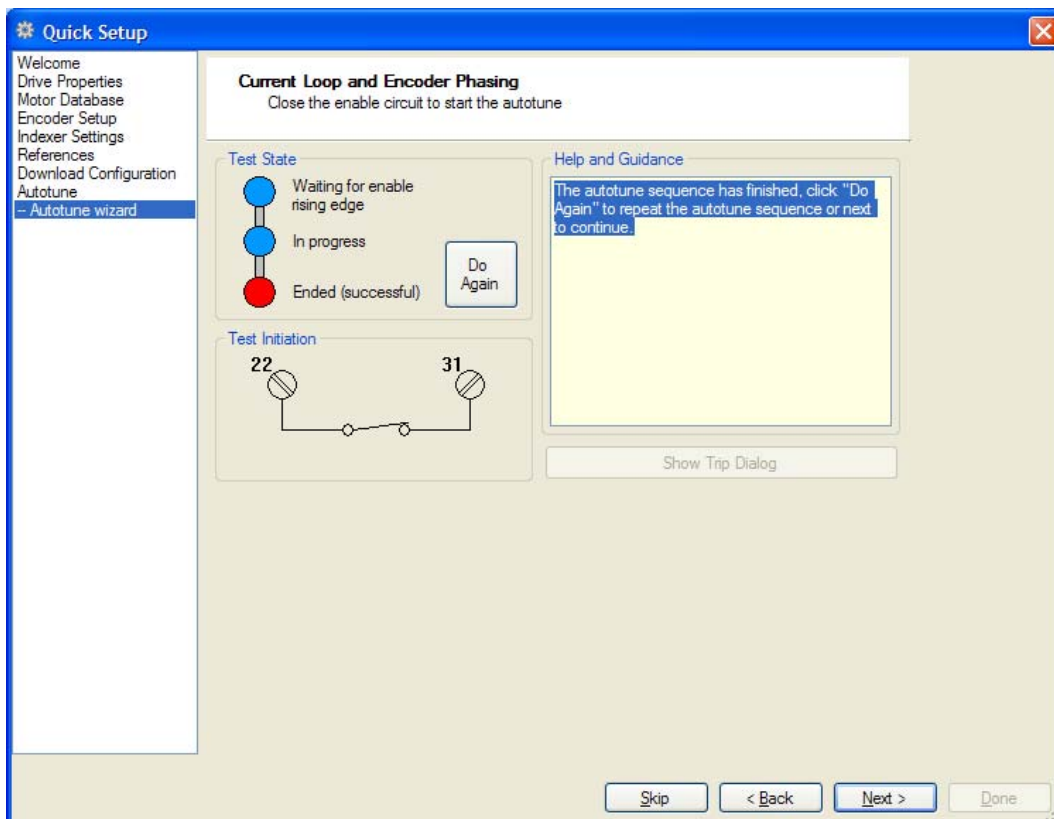 Quick Setup
Welcome
Drive Properties
Motor Database
Encoder Setup
Indexer Settings
References
Download Configuration
Autotune
-- Autotune wizard
Current Loop and Encoder Phasing
Close the enable circuit to start the autotune
Test State
Waiting for enable
rising edge
In progress
Ended (successful)
Do
Again
Test Initiation
22
31
Help and Guidance
The autotune sequence has finished, click "Do
Again" to repeat the autotune sequence or next
to continue.
Show Trip Dialog
Skip
< Back
Next >
Done